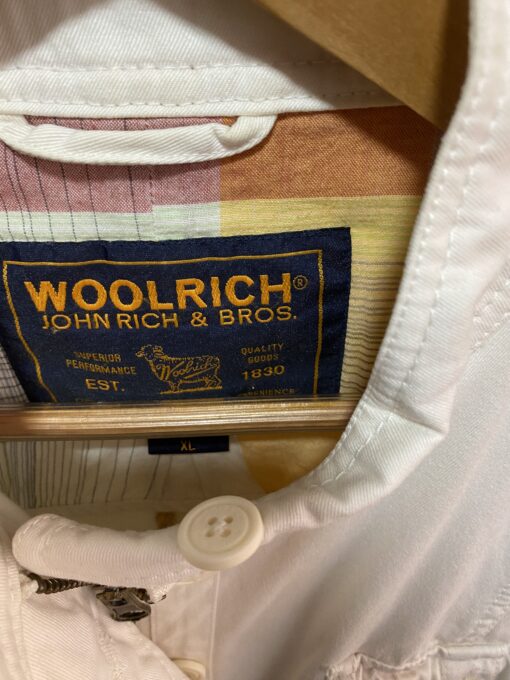 WOOLRICH®
JOHN RICH & BROS.
SUPERIOR PERFORMANCE
QUALITY GOODS
Woolrich
EST. 1830
XL